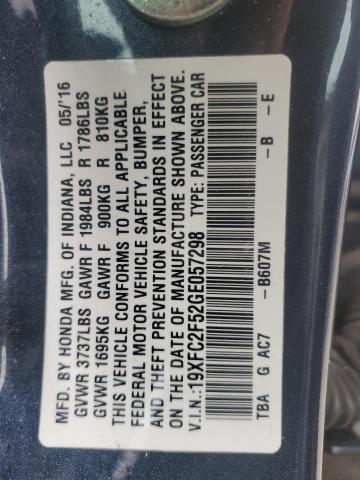 MFD. BY HONDA MFG. OF INDIANA, LLC 05/'16
GVWR 3737LBS GAWR F 1984LBS R 1786LBS
GVWR 1695KG GAWR F 900KG R 810KG
THIS VEHICLE CONFORMS TO ALL APPLICABLE
FEDERAL MOTOR VEHICLE SAFETY, BUMPER,
AND THEFT PREVENTION STANDARDS IN EFFECT
ON THE DATE OF MANUFACTURE SHOWN ABOVE.
V.I.N.:19XFC2F52GE057298 TYPE: PASSENGER CAR
TBA G AC7 -B607M -B -E